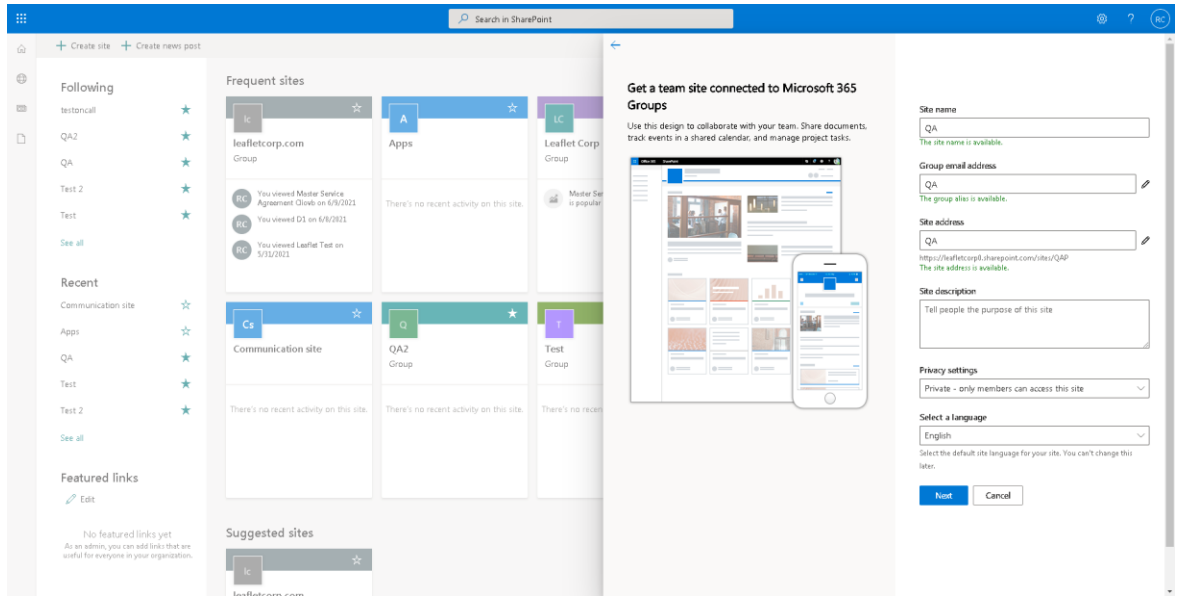 Search in SharePoint
RC
Create site
Create news post
Following
testoncall
QA2
QA
Test 2
Test
See all
Recent
Communication site
Apps
QA
Test
Test 2
See all
Featured links
Edit
No featured links yet
As an admin, you can add links that are
useful for everyone in your organization.
Frequent sites
lc
leafletcorp.com
Group
RC
You viewed Master Service
Agreement Olovb on 6/9/2021
RC
You viewed D1 on 6/8/2021
RC
You viewed Leaflet Test on
5/31/2021
A
Apps
There's no recent activity on this site.
LC
Leaflet Corp
Group
Master Ser
is popular
Cs
Communication site
There's no recent activity on this site.
Q
QA2
Group
There's no recent activity on this site.
T
Test
Group
There's no recen
Suggested sites
lc
leafletcorp.com
Get a team site connected to Microsoft 365
Groups
Use this design to collaborate with your team. Share documents,
track events in a shared calendar, and manage project tasks.
Office 365
SharePoint
Site name
QA
The site name is available.
Group email address
QA
The group alias is available.
Site address
QA
https://leafletcorp0.sharepoint.com/sites/QAP
The site address is available.
Site description
Tell people the purpose of this site
Privacy settings
Private - only members can access this site
Select a language
English
Select the default site language for your site. You can't change this
later.
Next
Cancel